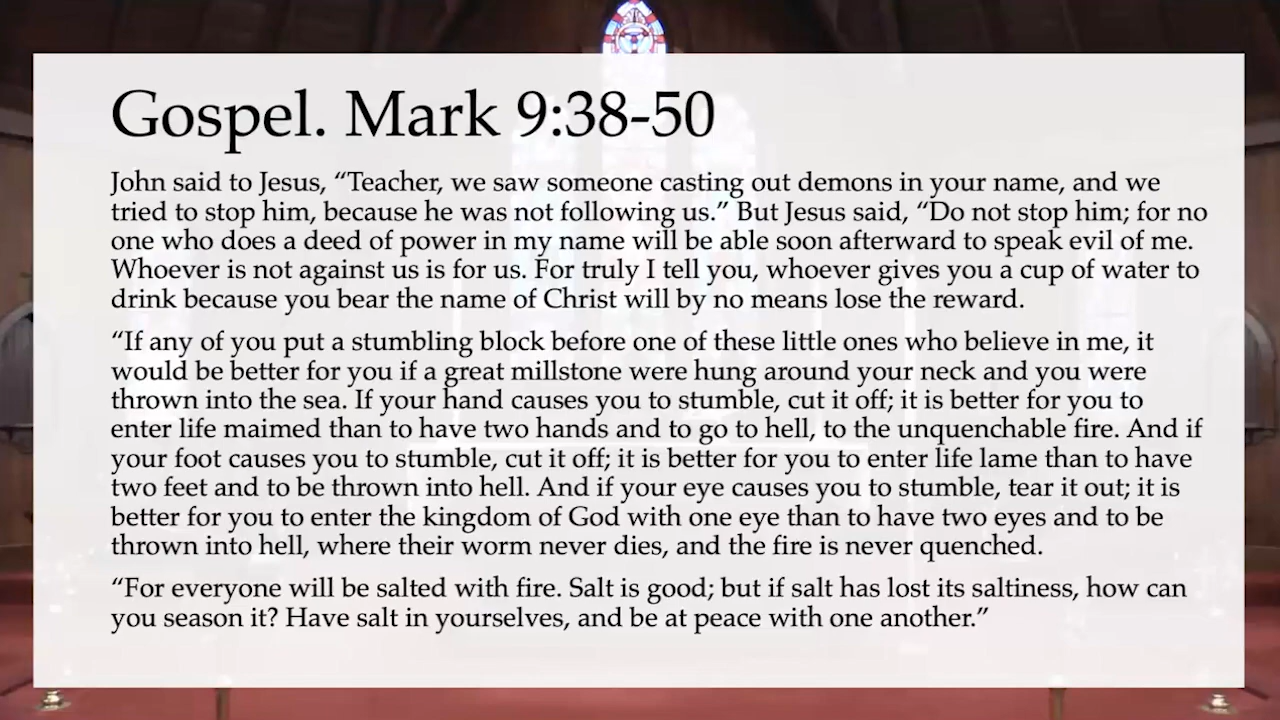 Gospel. Mark 9:38-50
John said to Jesus, “Teacher, we saw someone casting out demons in your name, and we
tried to stop him, because he was not following us.” But Jesus said, “Do not stop him; for no
one who does a deed of power in my name will be able soon afterward to speak evil of me.
Whoever is not against us is for us. For truly I tell you, whoever gives you a cup of water to
drink because you bear the name of Christ will by no means lose the reward.
“If any of you put a stumbling block before one of these little ones who believe in me, it
would be better for you if a great millstone were hung around your neck and you were
thrown into the sea. If your hand causes you to stumble, cut it off; it is better for you to
enter life maimed than to have two hands and to go to hell, to the unquenchable fire. And if
your foot causes you to stumble, cut it off; it is better for you to enter life lame than to have
two feet and to be thrown into hell. And if your eye causes you to stumble, tear it out; it is
better for you to enter the kingdom of God with one eye than to have two eyes and to be
thrown into hell, where their worm never dies, and the fire is never quenched.
“For everyone will be salted with fire. Salt is good; but if salt has lost its saltiness, how can
you season it? Have salt in yourselves, and be at peace with one another.”